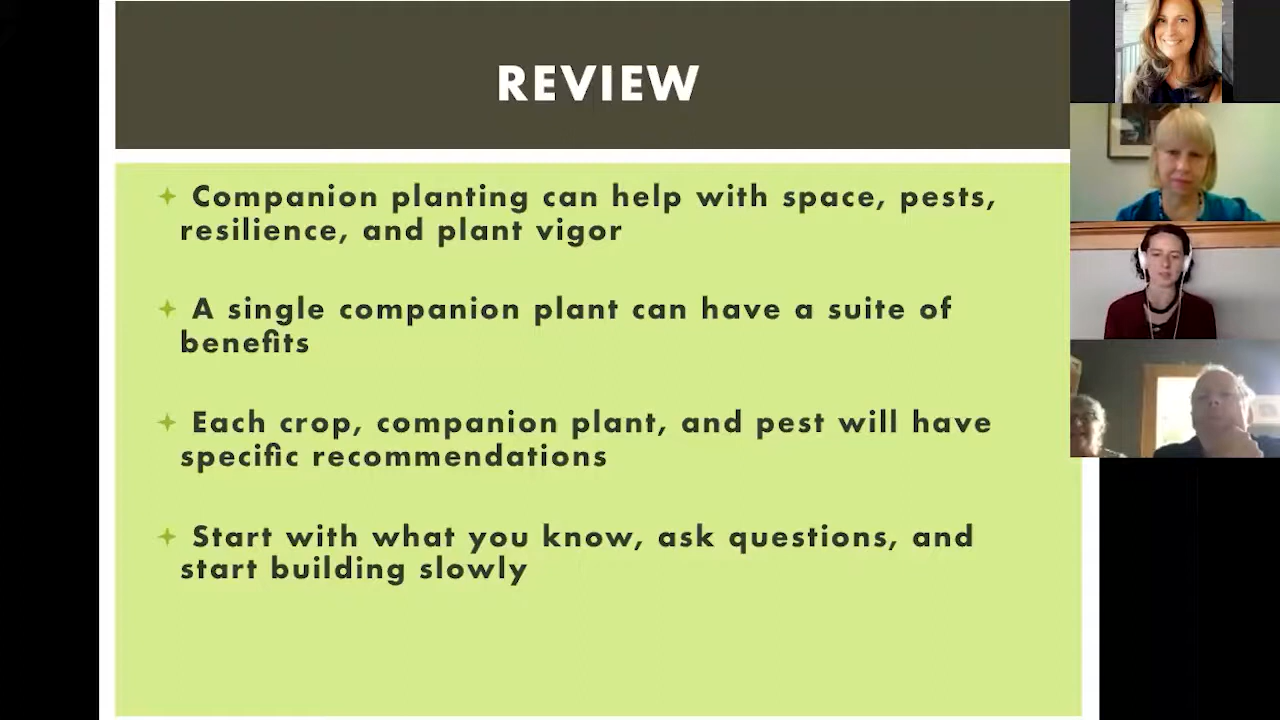 REVIEW
Companion planting can help with space, pests,
resilience, and plant vigor
A single companion plant can have a suite of
benefits
Each crop, companion plant, and pest will have
specific recommendations
Start with what you know, ask questions, and
start building slowly